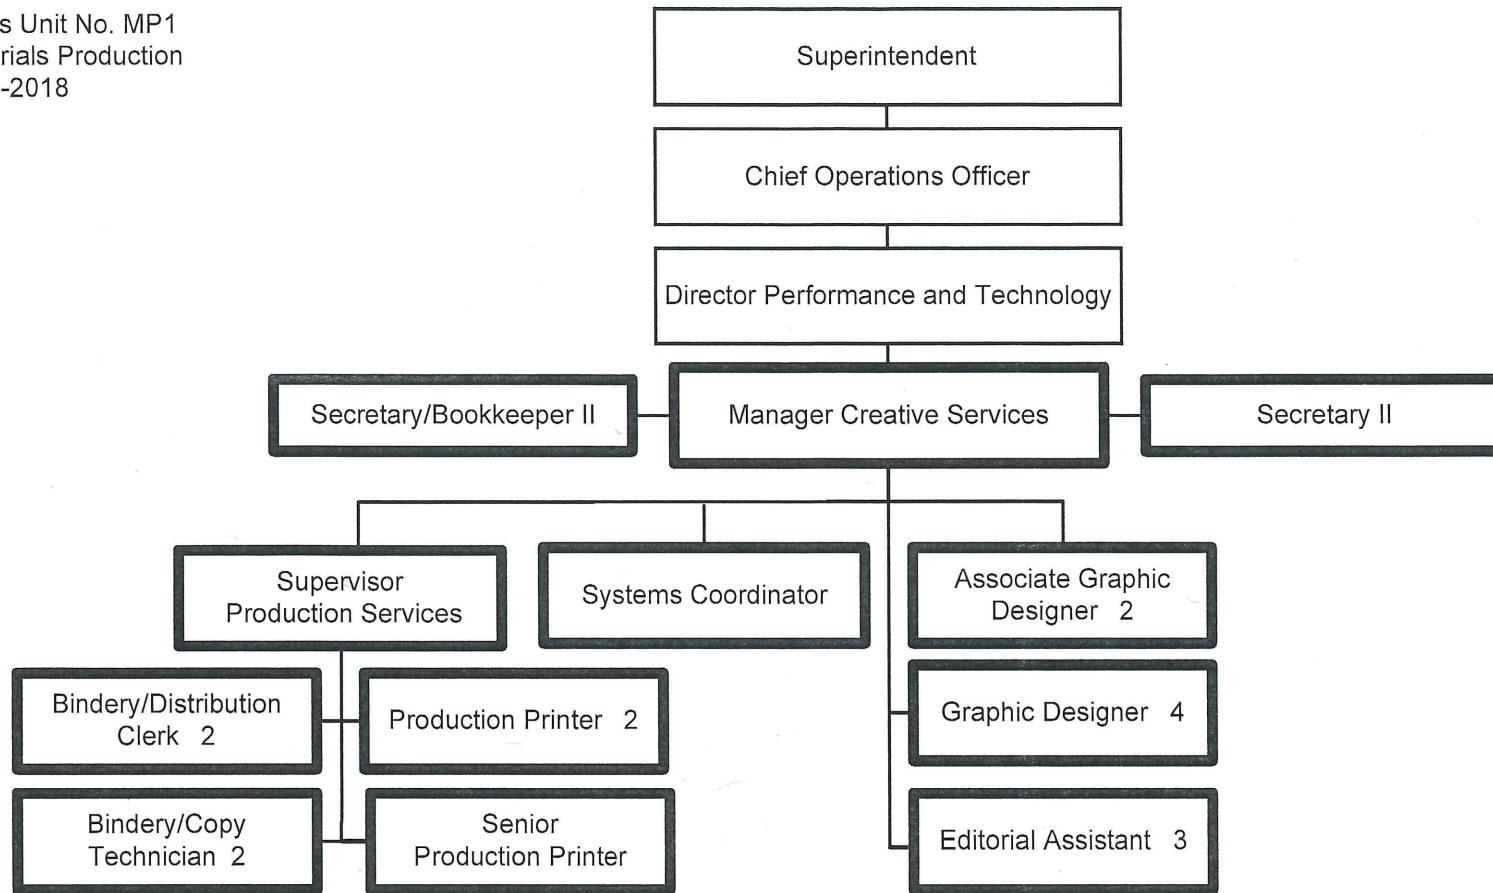 s Unit No. MP1
rials Production
-2018
Superintendent
Chief Operations Officer
Director Performance and Technology
Secretary/Bookkeeper II
Manager Creative Services
Secretary II
Supervisor
Production Services
Systems Coordinator
Associate Graphic
Designer 2
Bindery/Distribution
Clerk 2
Production Printer 2
Graphic Designer 4
Bindery/Copy
Technician 2
Senior
Production Printer
Editorial Assistant 3